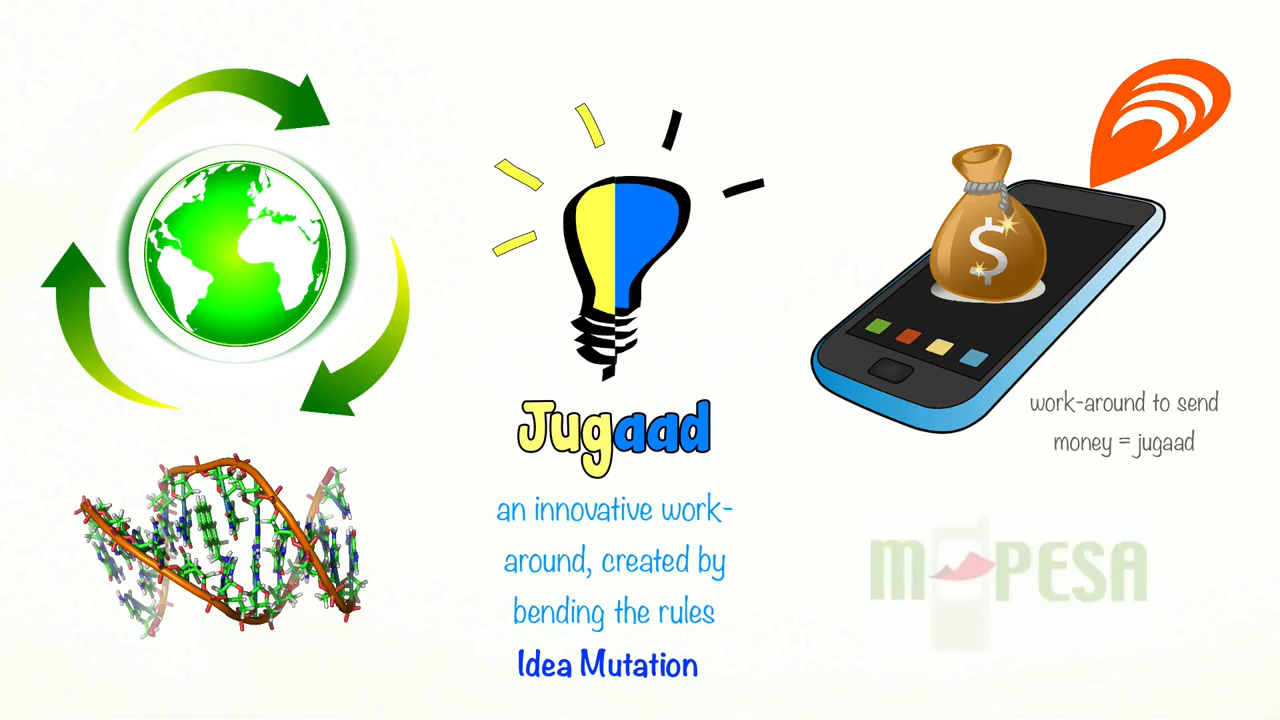 Jugaad
an innovative work-
around, created by
bending the rules
Idea Mutation
$
work-around to send
money = jugaad
M PESA